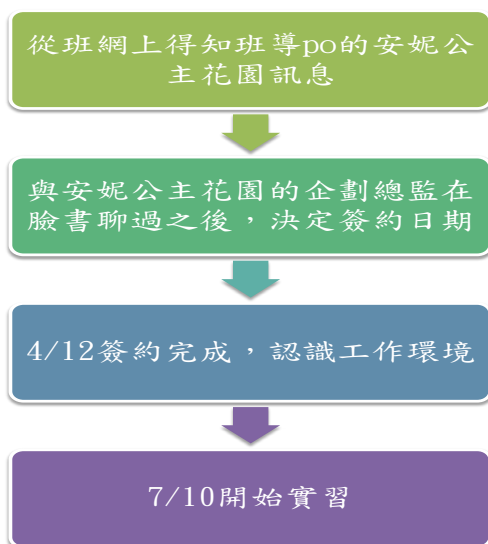 從班網上得知班導po的安妮公
主花園訊息
與安妮公主花園的企劃總監在
臉書聊過之後，決定簽約日期
4/12簽約完成，認識工作環境
7/10開始實習